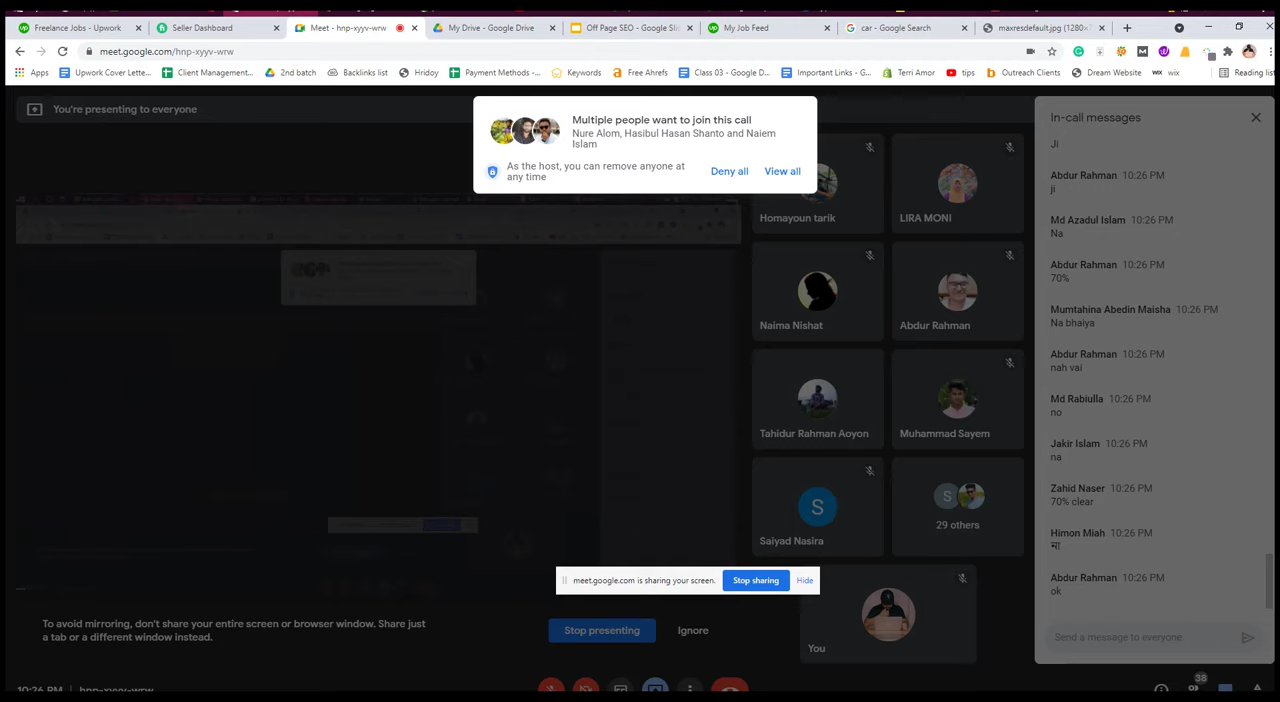 Freelance Jobs - Upwork
Seller Dashboard
Meet - hnp-xyyv-wrw
My Drive - Google Drive
Off Page SEO - Google Slid
My Job Feed
car - Google Search
maxresdefault.jpg (1280×
meet.google.com/hnp-xyyv-wrw
Apps
Upwork Cover Letter...
Client Management...
2nd batch
Backlinks list
Hridoy
Payment Methods -...
Keywords
Free Ahrefs
Class 03 - Google D...
Important Links - G...
Terri Amor
tips
Outreach Clients
Dream Website
wix
Reading list
You're presenting to everyone
Multiple people want to join this call
Nure Alom, Hasibul Hasan Shanto and Naiem
Islam
As the host, you can remove anyone at
any time
Deny all
View all
Homayoun tarik
LIRA MONI
Naima Nishat
Abdur Rahman
Tahidur Rahman Aoyon
Muhammad Sayem
S
Saiyad Nasira
S
29 others
You
meet.google.com is sharing your screen.
Stop sharing
Hide
To avoid mirroring, don't share your entire screen or browser window. Share just
a tab or a different window instead.
Stop presenting
Ignore
In-call messages
Ji
Abdur Rahman 10:26 PM
ji
Md Azadul Islam 10:26 PM
Na
Abdur Rahman 10:26 PM
70%
Mumtahina Abedin Maisha 10:26 PM
Na bhaiya
Abdur Rahman 10:26 PM
nah vai
Md Rabiulla 10:26 PM
no
Jakir Islam 10:26 PM
na
Zahid Naser 10:26 PM
70% clear
Himon Miah 10:26 PM
না
Abdur Rahman 10:26 PM
ok
Send a message to everyone
10:26 PM
hnp-xyyv-wrw
38